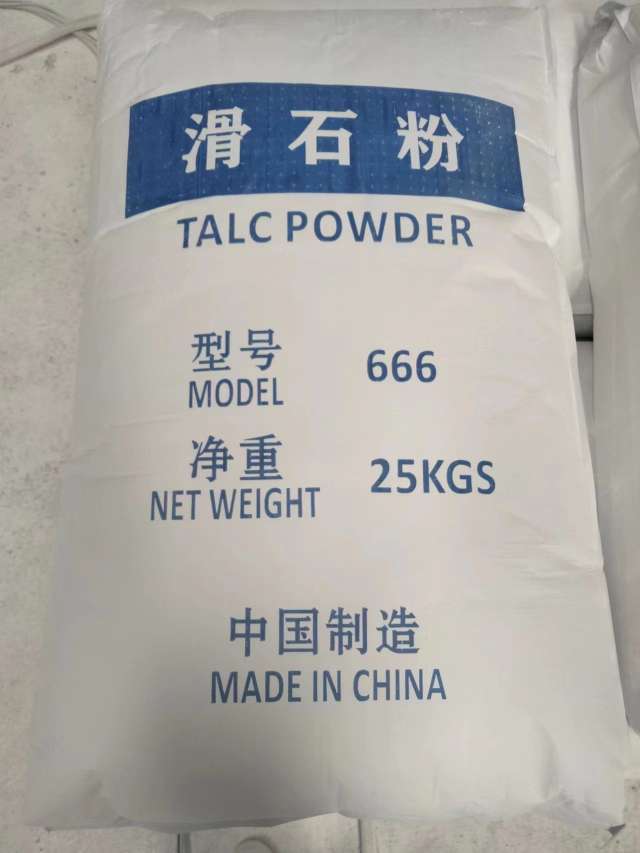 滑石粉
TALC POWDER
型号 666
MODEL
净重 25KGS
NET WEIGHT
中国制造
MADE IN CHINA